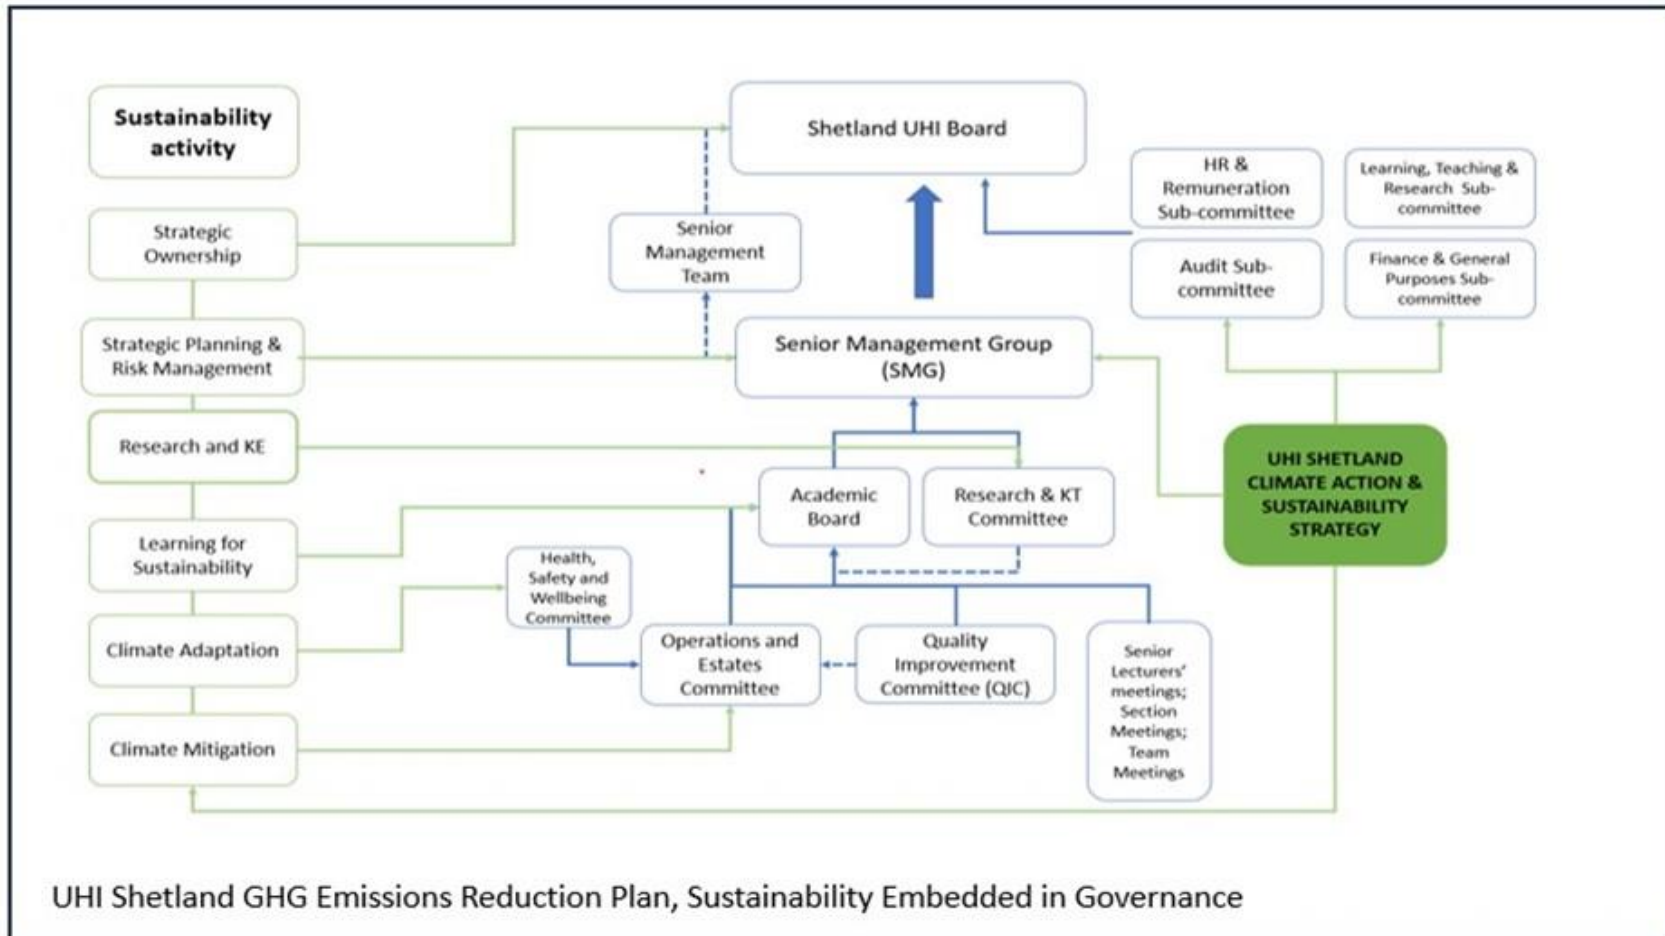 Sustainability
activity
Strategic
Ownership
Strategic Planning &
Risk Management
Research and KE
Learning for
Sustainability
Climate Adaptation
Climate Mitigation
Shetland UHI Board
Senior
Management
Team
Senior Management Group
(SMG)
Academic
Board
Research & KT
Committee
Health,
Safety and
Wellbeing
Committee
Operations and
Estates
Committee
Quality
Improvement
Committee (QIC)
Senior
Lecturers'
meetings;
Section
Meetings;
Team
Meetings
HR &
Remuneration
Sub-committee
Learning, Teaching &
Research Sub-
committee
Audit Sub-
committee
Finance & General
Purposes Sub-
committee
UHI SHETLAND
CLIMATE ACTION &
SUSTAINABILITY
STRATEGY
UHI Shetland GHG Emissions Reduction Plan, Sustainability Embedded in Governance